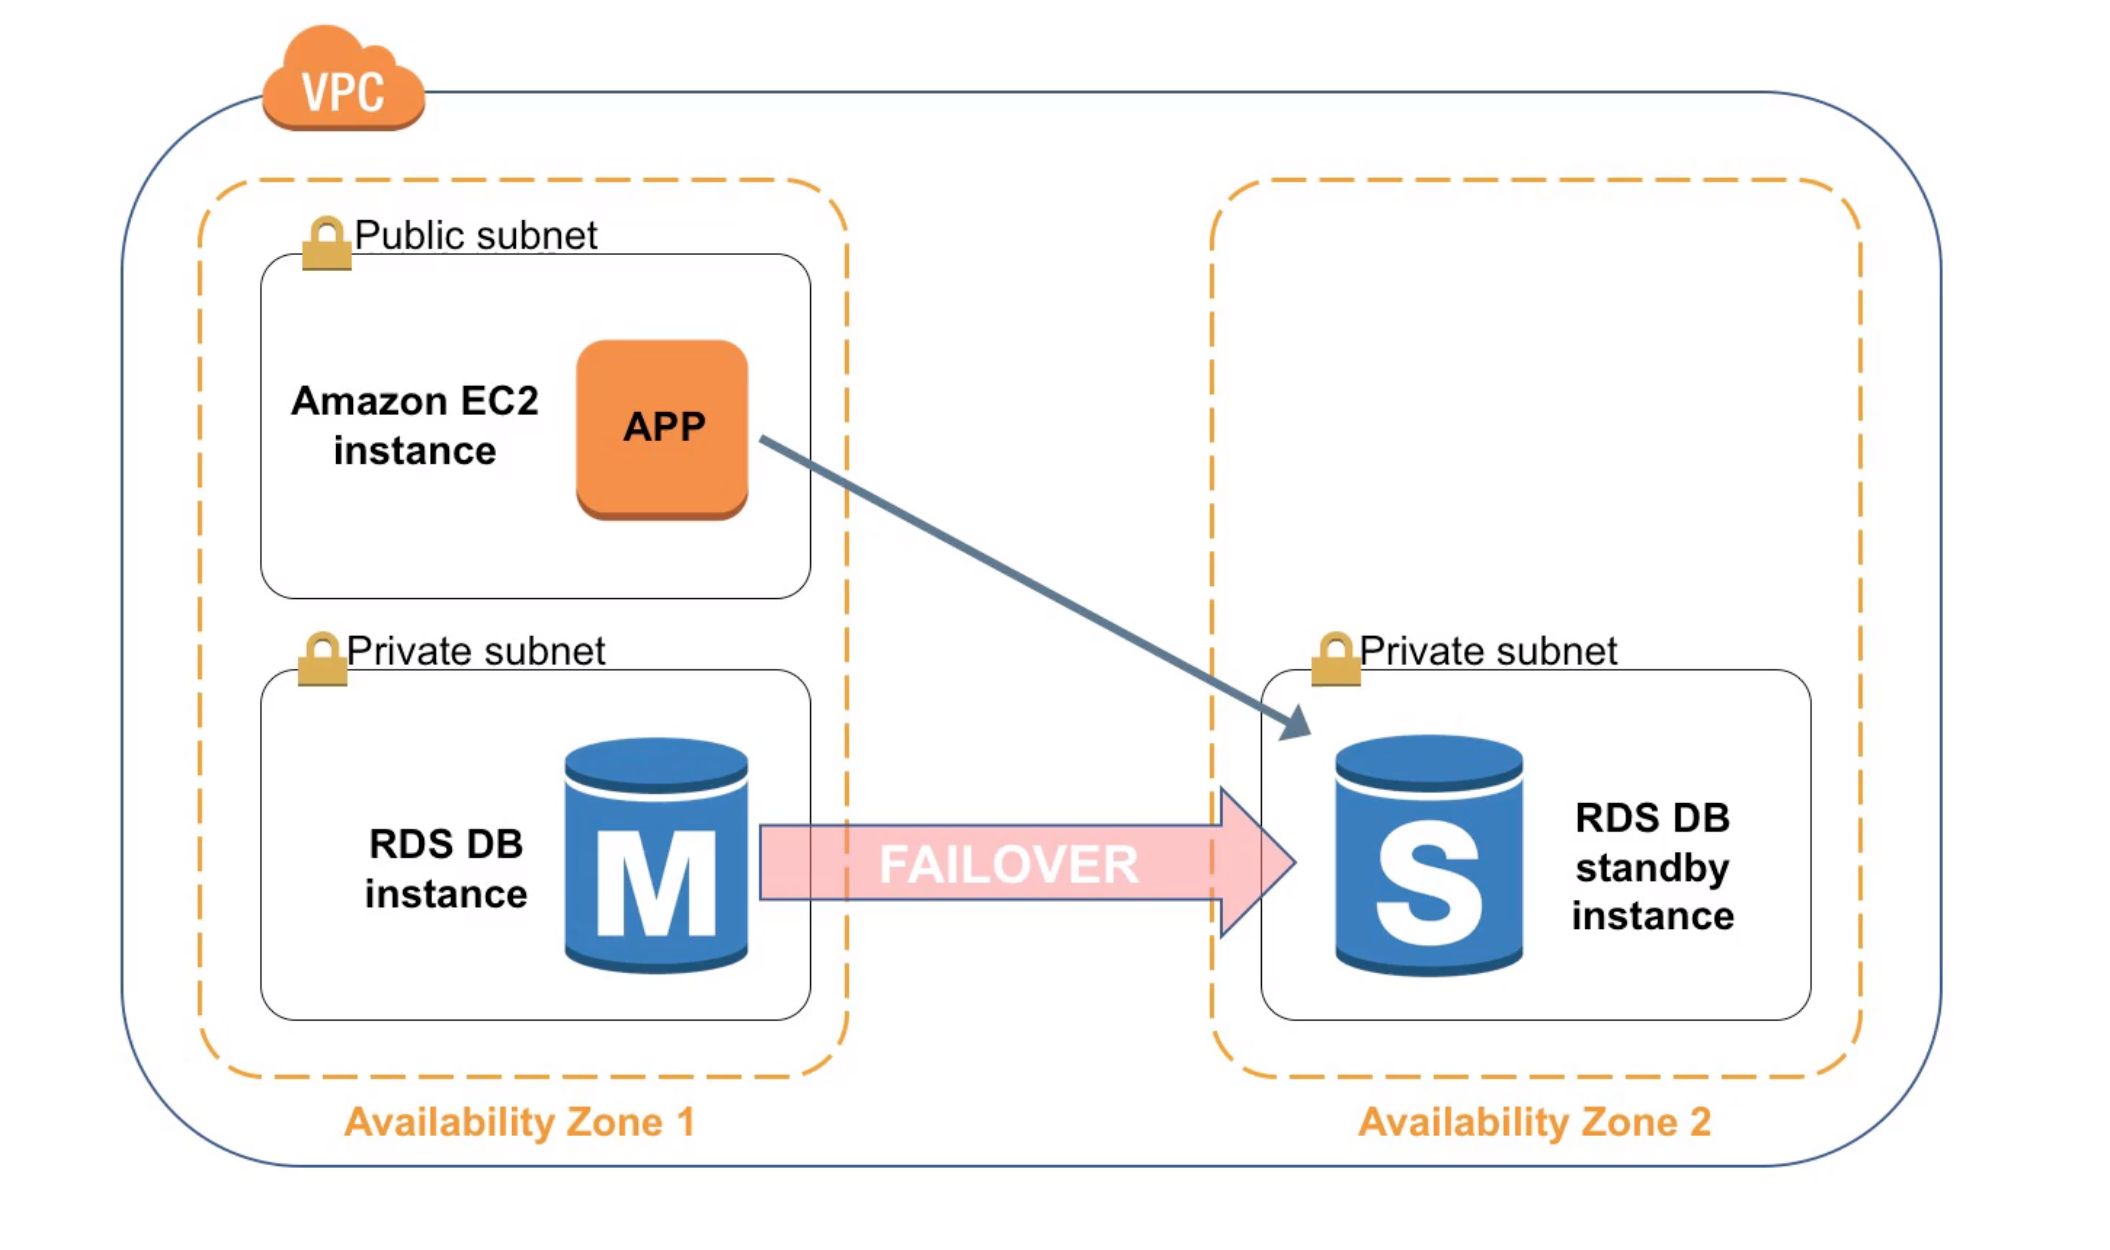 VPC
Public subnet
Amazon EC2
instance
APP
Private subnet
RDS DB
instance
M
FAILOVER
Private subnet
S
RDS DB
standby
instance
Availability Zone 1
Availability Zone 2